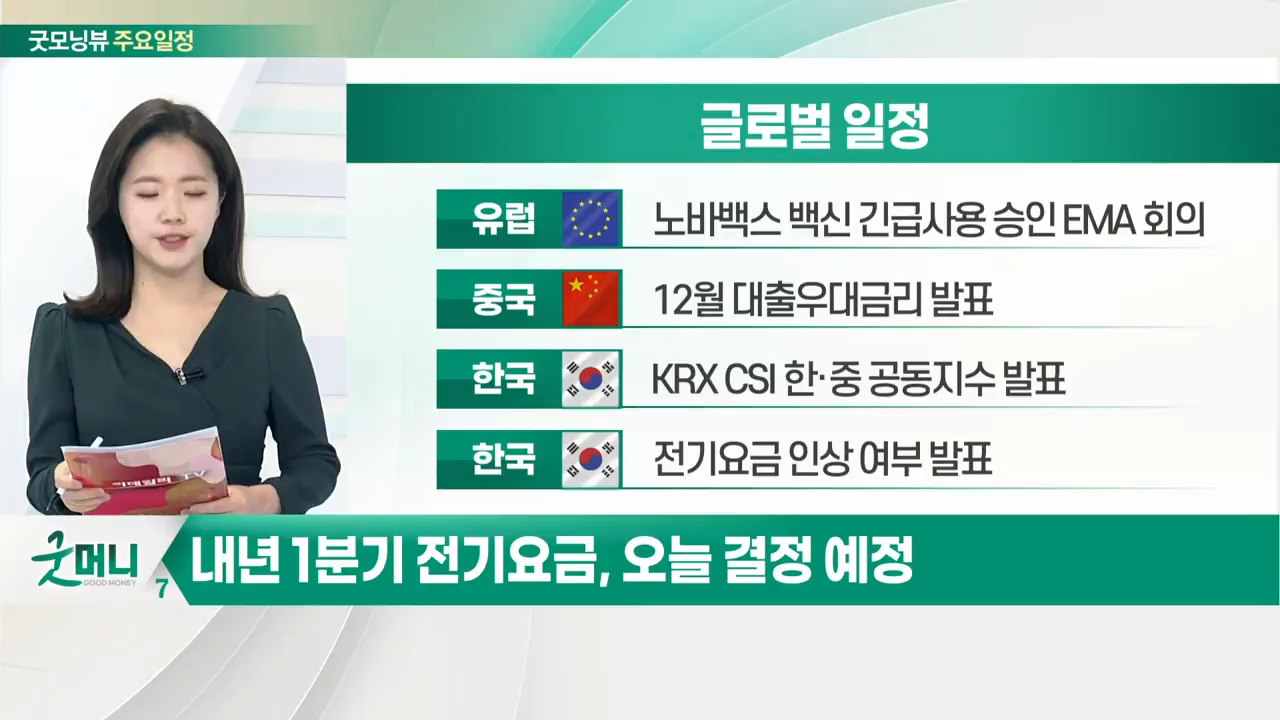 굿모닝뷰 주요일정
글로벌 일정
유럽 노바백스 백신 긴급사용 승인 EMA 회의
중국 12월 대출우대금리 발표
한국 KRX CSI 한·중 공동지수 발표
한국 전기요금 인상 여부 발표
굿머니
GOOD MONEY
7
내년 1분기 전기요금, 오늘 결정 예정